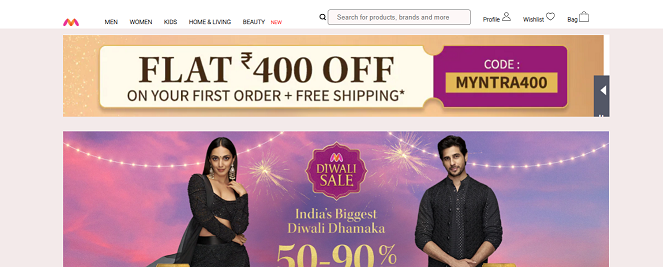 MEN WOMEN KIDS HOME & LIVING BEAUTY NEW Search for products, brands and more Profile Wishlist Bag
FLAT ₹400 OFF
ON YOUR FIRST ORDER + FREE SHIPPING*
CODE :
MYNTRA400
DIWALI
SALE
India's Biggest
Diwali Dhamaka
50-90%